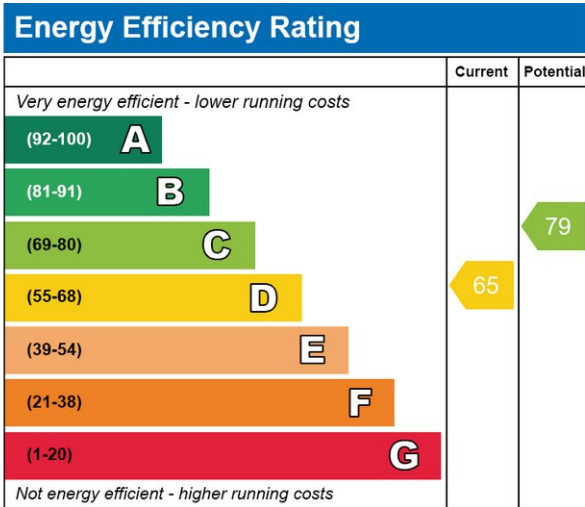 Energy Efficiency Rating
Current Potential
Very energy efficient - lower running costs
(92-100) A
(81-91) B
79
(69-80) C
(55-68) D 65
(39-54) E
(21-38) F
(1-20) G
Not energy efficient - higher running costs